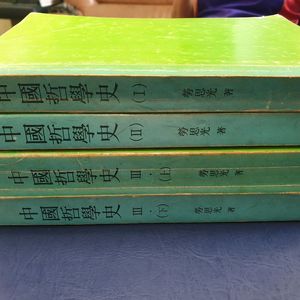 中國哲學史 (I) 勞思光 著
中國哲學史 (II) 勞思光 著
中國哲學史 III．(上) 勞思光 著
中國哲學史 III．(下) 勞思光 著